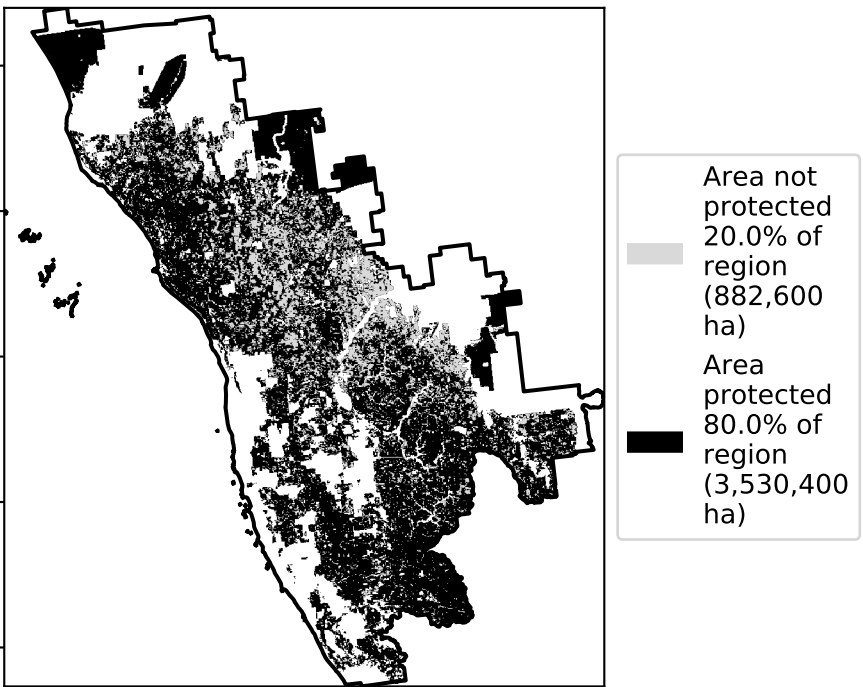 Area not
protected
20.0% of
region
(882,600
ha)
Area
protected
80.0% of
region
(3,530,400
ha)